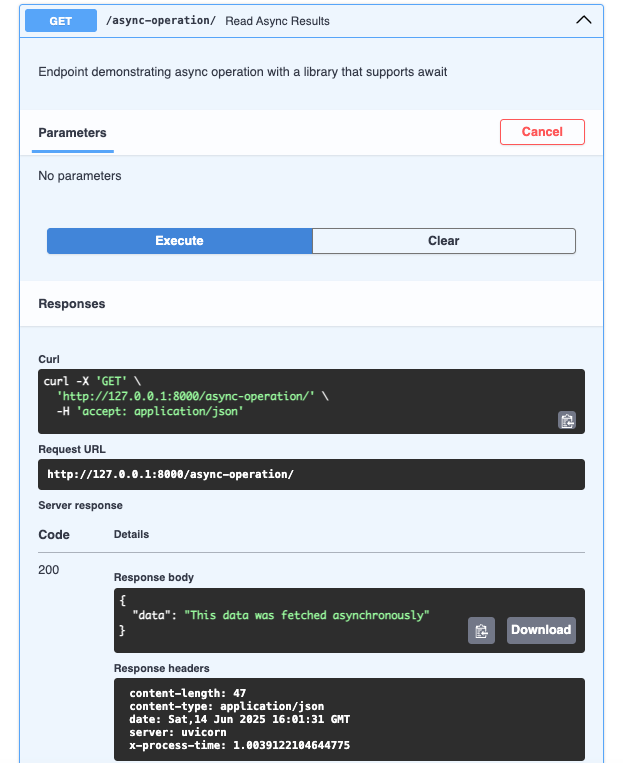 GET /async-operation/ Read Async Results
Endpoint demonstrating async operation with a library that supports await
Parameters
Cancel
No parameters
Execute
Clear
Responses
Curl
curl -X 'GET' \
  'http://127.0.0.1:8000/async-operation/' \
  -H 'accept: application/json'
Request URL
http://127.0.0.1:8000/async-operation/
Server response
Code Details
200
Response body
{
  "data": "This data was fetched asynchronously"
}
Download
Response headers
content-length: 47
content-type: application/json
date: Sat,14 Jun 2025 16:01:31 GMT
server: uvicorn
x-process-time: 1.0039122104644775